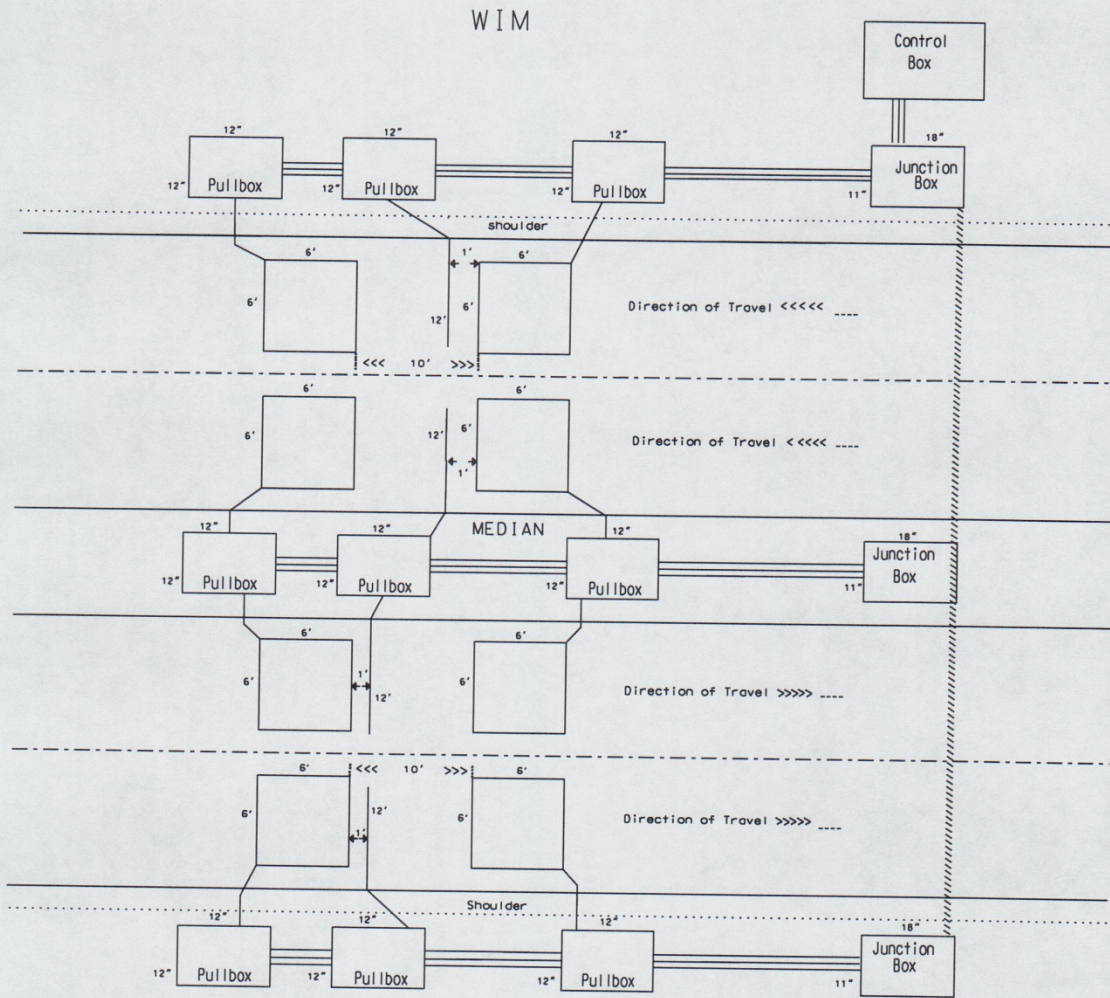 WIM
Control
Box
12"
12"
12"
18"
12"
Pullbox
12"
Pullbox
12"
Pullbox
11"
Junction
Box
shoulder
6'
1'
6'
6'
12'
6'
Direction of Travel <<<<< ----
<<< 10' >>>
6'
6'
6'
12'
6'
1'
Direction of Travel <<<<< ----
12"
12"
MEDIAN
12"
18"
12"
Pullbox
12"
Pullbox
12"
Pullbox
11"
Junction
Box
6'
6'
6'
1'
12'
6'
Direction of Travel >>>>> ----
6'
<<< 10' >>>
6'
6'
12'
1'
6'
Direction of Travel >>>>> ----
Shoulder
12"
12"
12"
18"
12"
Pullbox
12"
Pullbox
12"
Pullbox
11"
Junction
Box